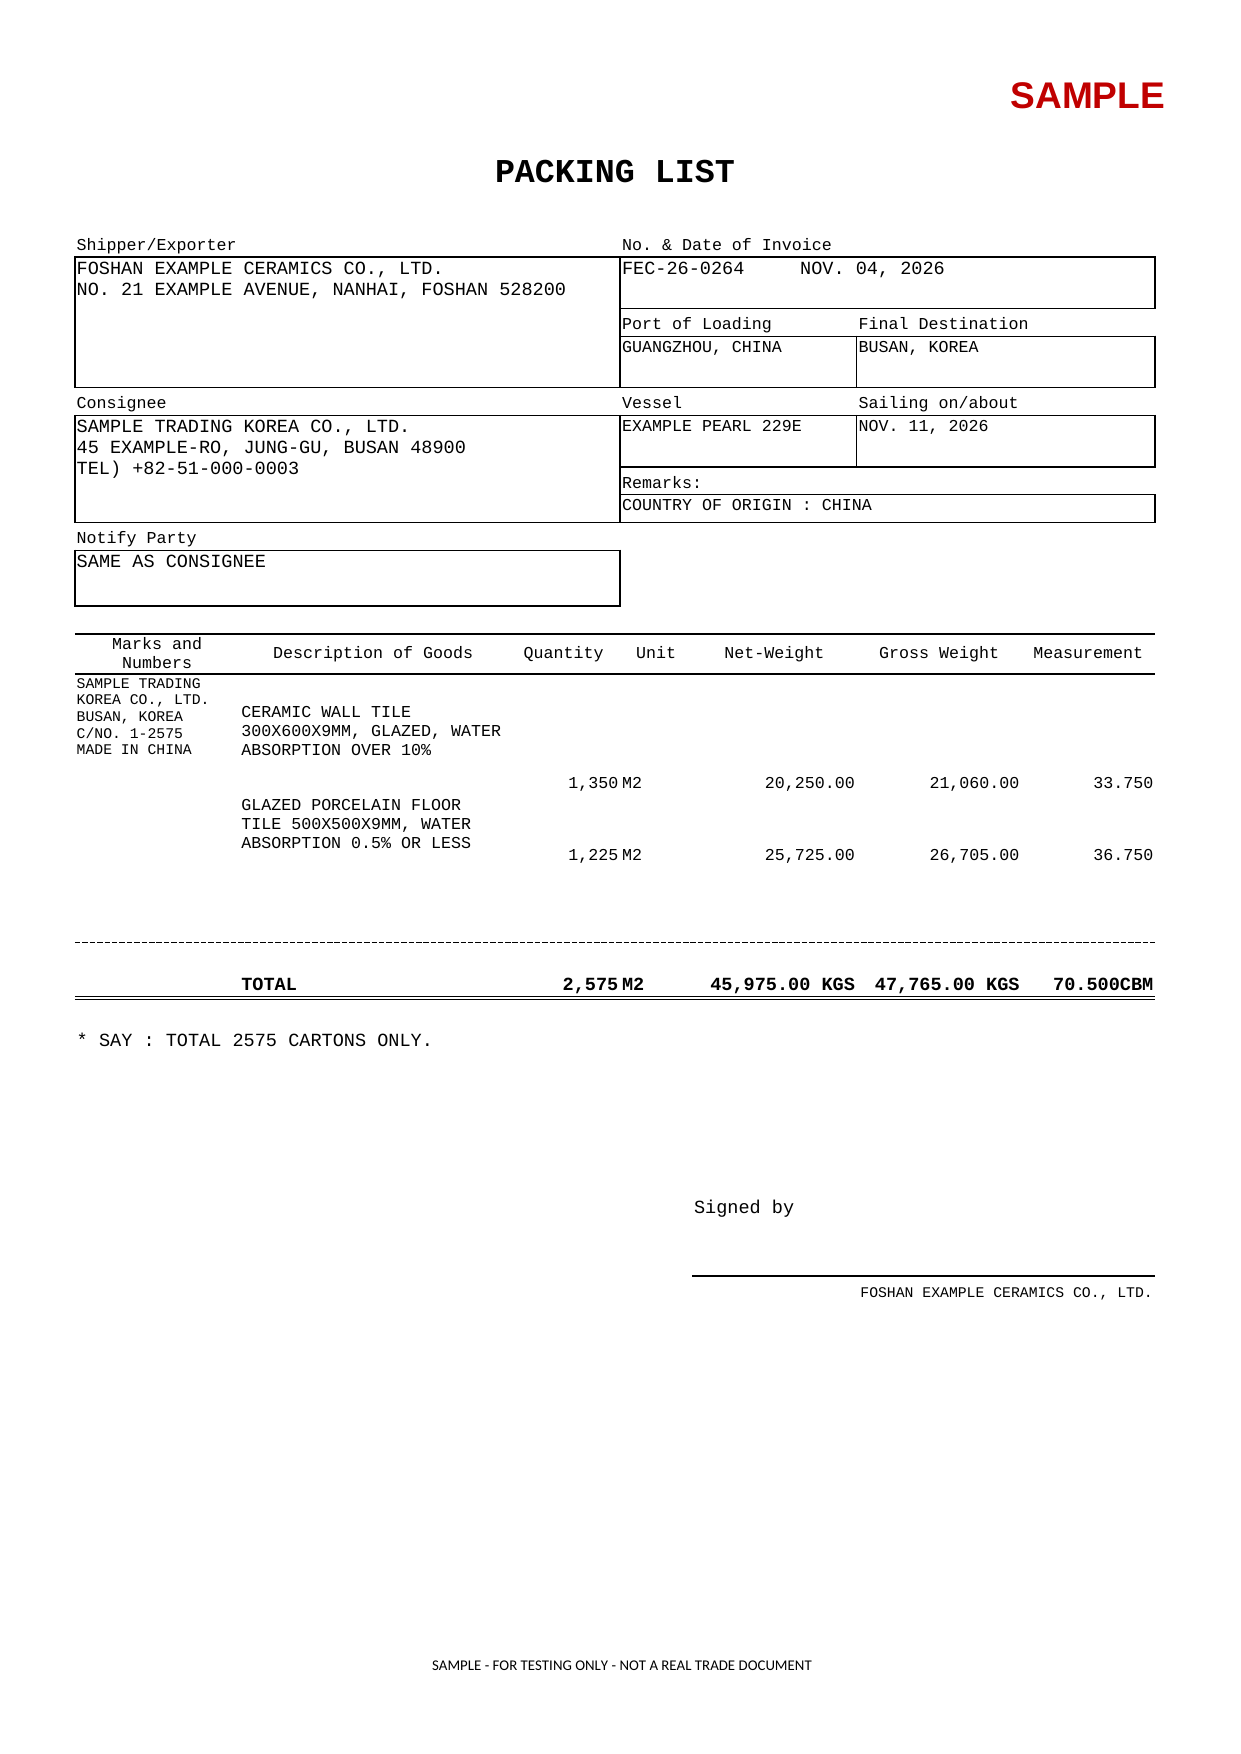 SAMPLE
PACKING LIST
Shipper/Exporter
FOSHAN EXAMPLE CERAMICS CO., LTD.
NO. 21 EXAMPLE AVENUE, NANHAI, FOSHAN 528200
No. & Date of Invoice
FEC-26-0264 NOV. 04, 2026
Port of Loading Final Destination
GUANGZHOU, CHINA BUSAN, KOREA
Consignee
SAMPLE TRADING KOREA CO., LTD.
45 EXAMPLE-RO, JUNG-GU, BUSAN 48900
TEL) +82-51-000-0003
Vessel Sailing on/about
EXAMPLE PEARL 229E NOV. 11, 2026
Remarks:
COUNTRY OF ORIGIN : CHINA
Notify Party
SAME AS CONSIGNEE
Marks and
Numbers
Description of Goods Quantity Unit Net-Weight Gross Weight Measurement
SAMPLE TRADING
KOREA CO., LTD.
BUSAN, KOREA
C/NO. 1-2575
MADE IN CHINA
CERAMIC WALL TILE
300X600X9MM, GLAZED, WATER
ABSORPTION OVER 10%
1,350 M2 20,250.00 21,060.00 33.750
GLAZED PORCELAIN FLOOR
TILE 500X500X9MM, WATER
ABSORPTION 0.5% OR LESS
1,225 M2 25,725.00 26,705.00 36.750
TOTAL 2,575 M2 45,975.00 KGS 47,765.00 KGS 70.500CBM
* SAY : TOTAL 2575 CARTONS ONLY.
Signed by
FOSHAN EXAMPLE CERAMICS CO., LTD.
SAMPLE - FOR TESTING ONLY - NOT A REAL TRADE DOCUMENT